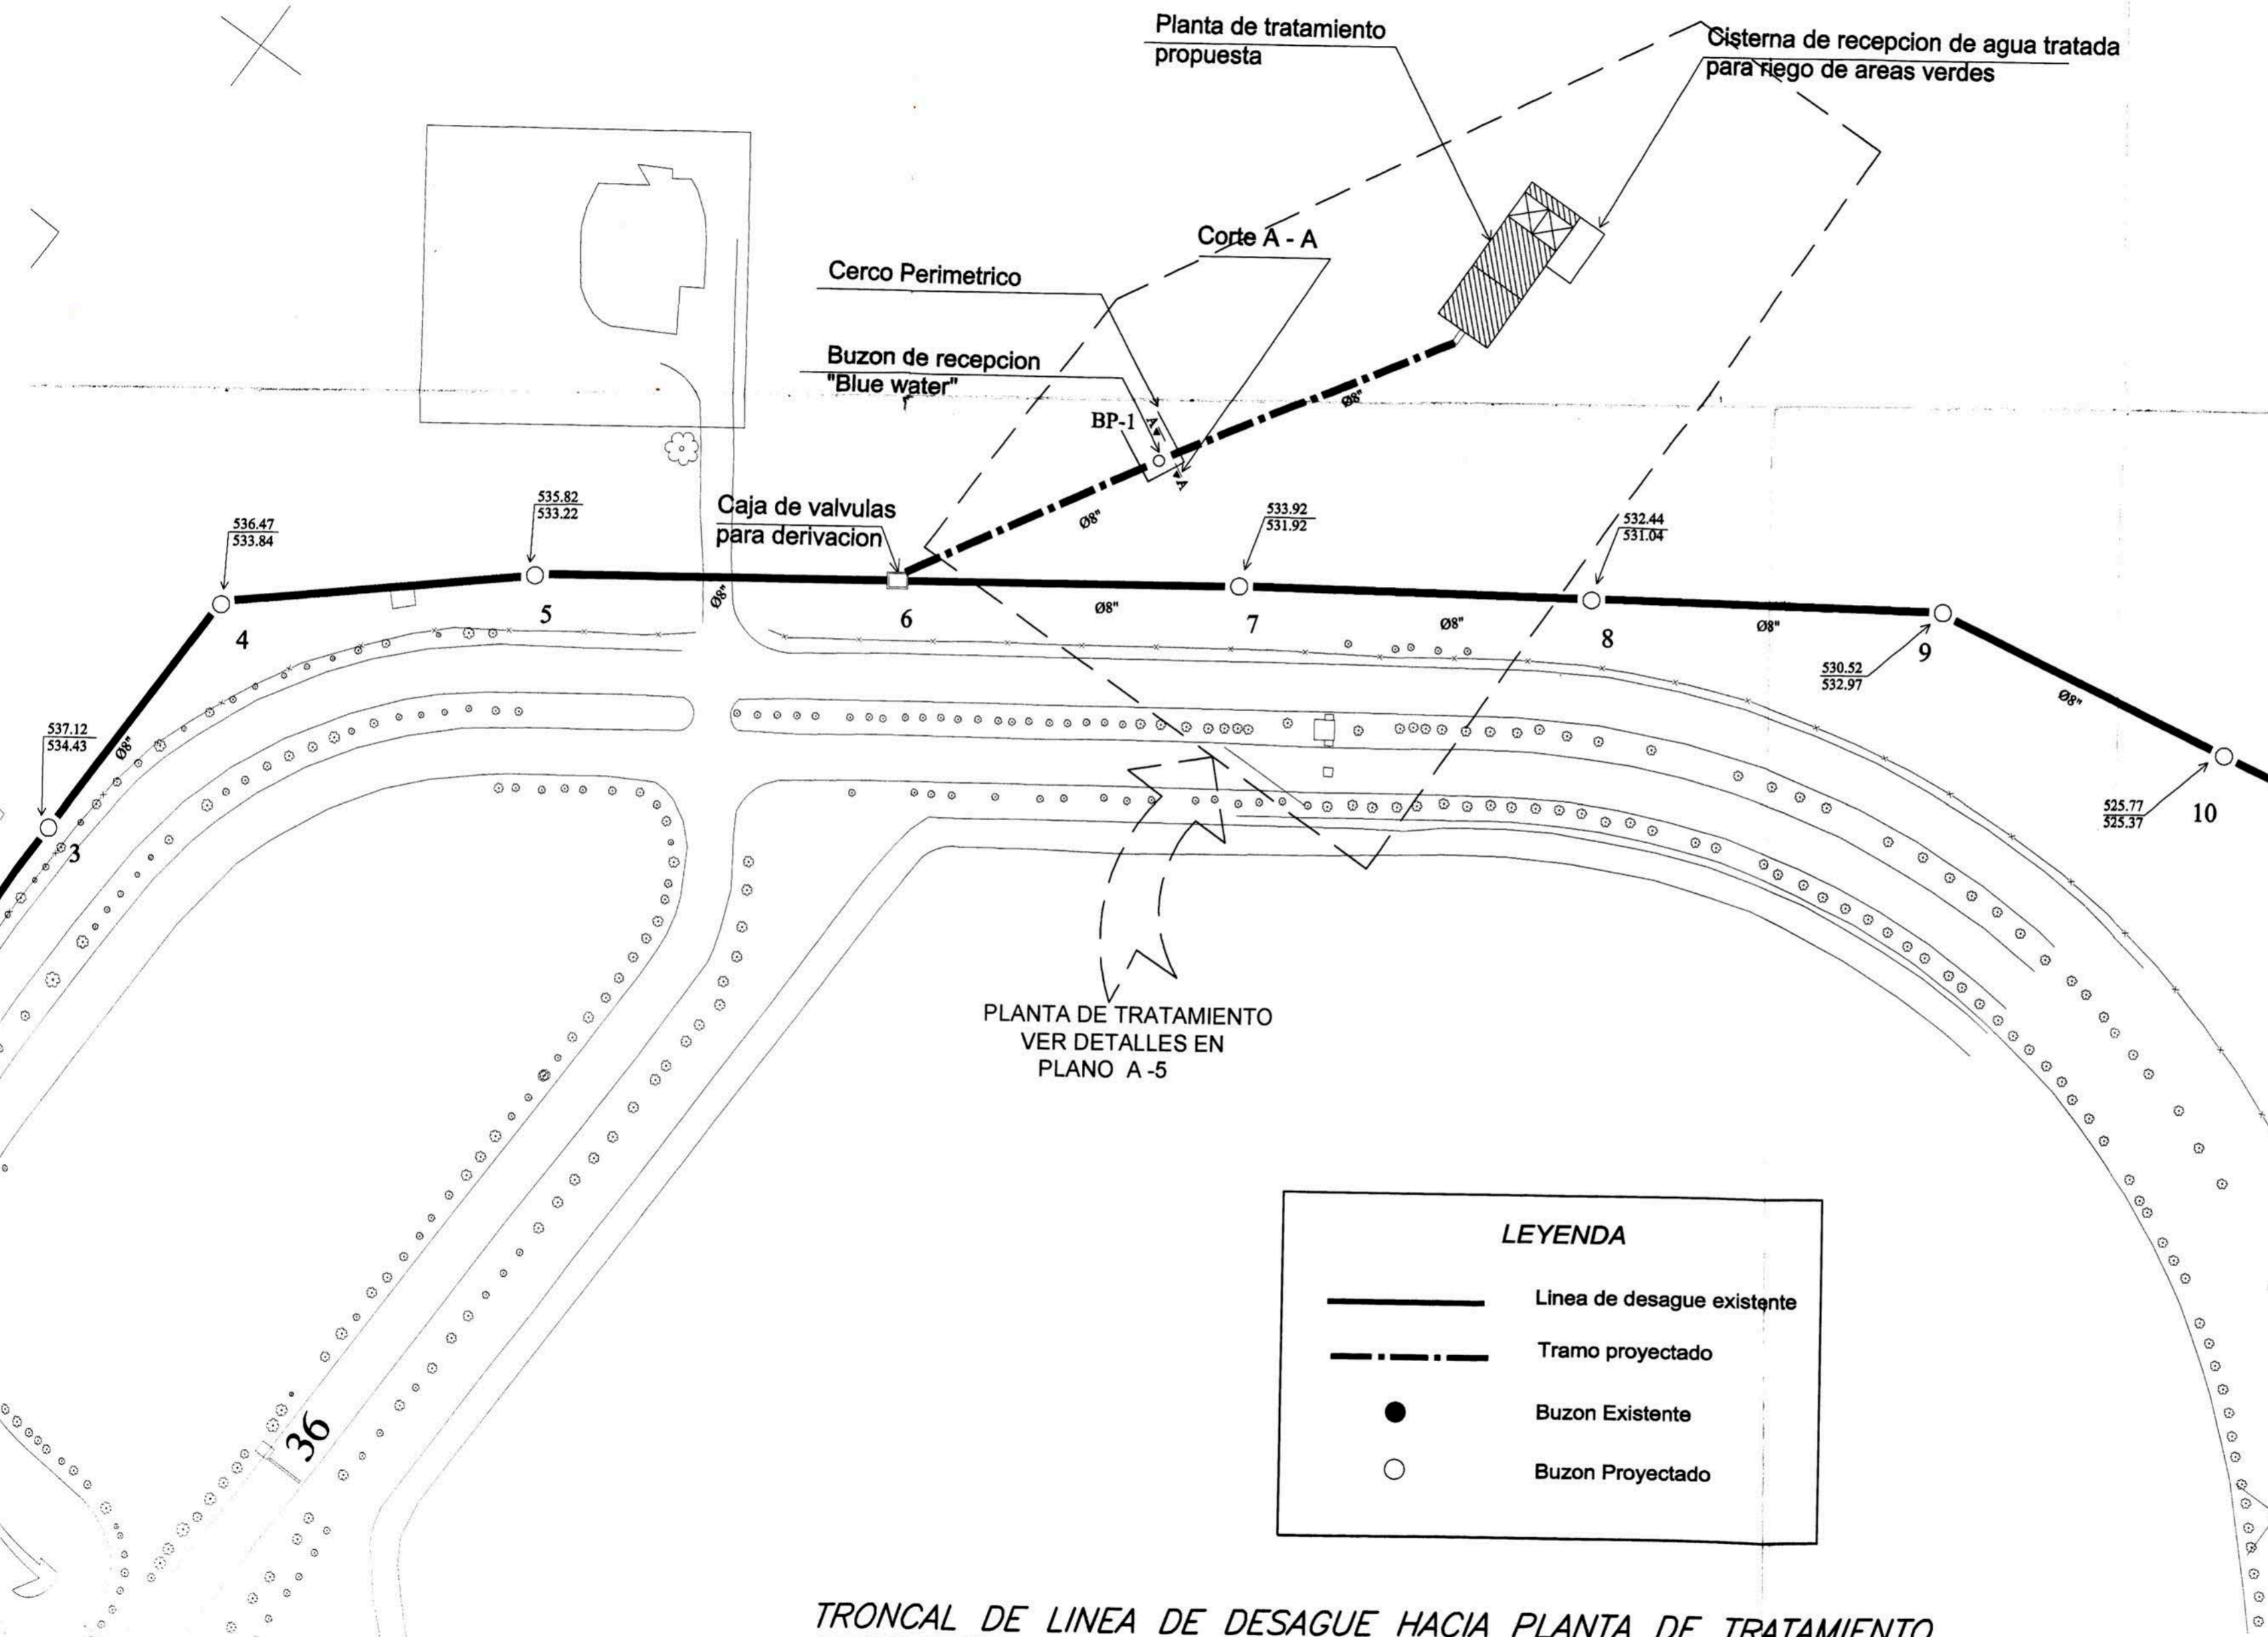 Planta de tratamiento
propuesta
Cisterna de recepcion de agua tratada
para riego de areas verdes
Corte A - A
Cerco Perimetrico
Buzon de recepcion
"Blue water"
BP-1
A
A
Ø8"
Ø8"
Caja de valvulas
para derivacion
536.47
533.84
535.82
533.22
533.92
531.92
532.44
531.04
4
5
Ø8"
6
Ø8"
7
Ø8"
8
Ø8"
9
530.52
532.97
Ø8"
537.12
534.43
Ø8"
3
525.77
525.37
10
PLANTA DE TRATAMIENTO
VER DETALLES EN
PLANO A -5
36
LEYENDA
Linea de desague existente
Tramo proyectado
Buzon Existente
Buzon Proyectado
TRONCAL DE LINEA DE DESAGUE HACIA PLANTA DE TRATAMIENTO